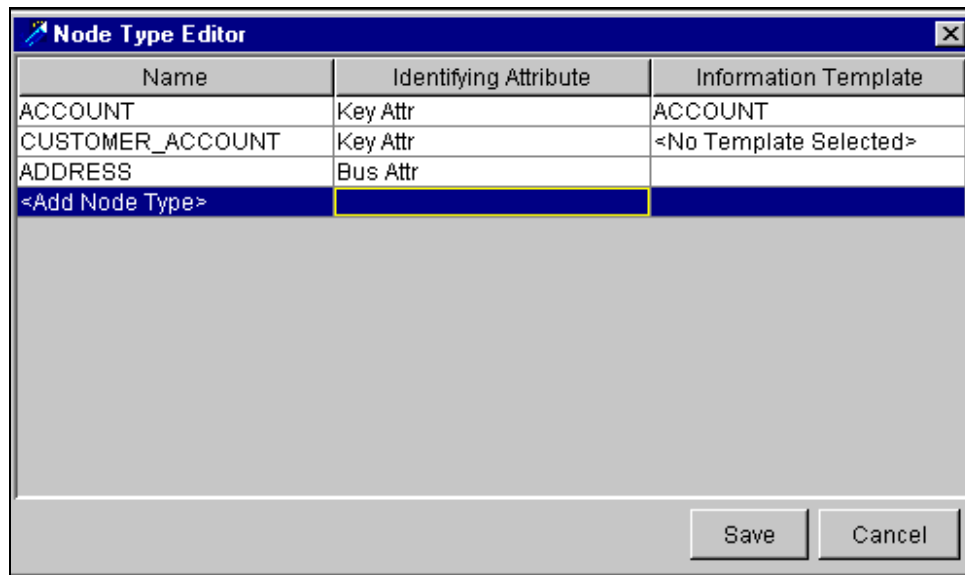 Node Type Editor
Name Identifying Attribute Information Template
ACCOUNT Key Attr ACCOUNT
CUSTOMER_ACCOUNT Key Attr <No Template Selected>
ADDRESS Bus Attr
<Add Node Type>
Save Cancel